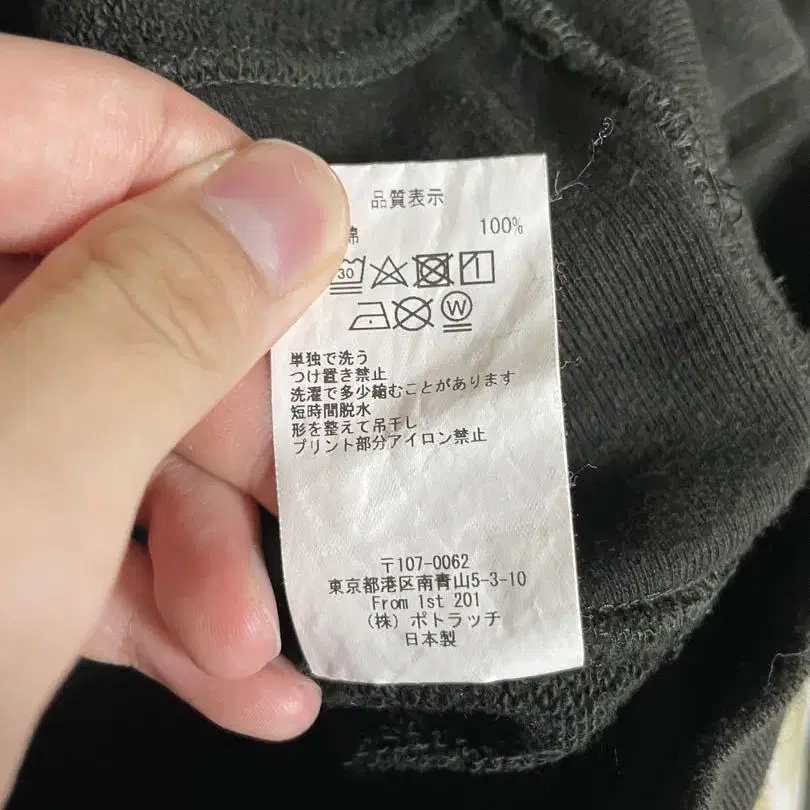 品質表示
綿 100%
30
W
単独で洗う
つけ置き禁止
洗濯で多少縮むことがあります
短時間脱水
形を整えて吊干し
プリント部分アイロン禁止
〒107-0062
東京都港区南青山5-3-10
From 1st 201
(株) ポトラッチ
日本製